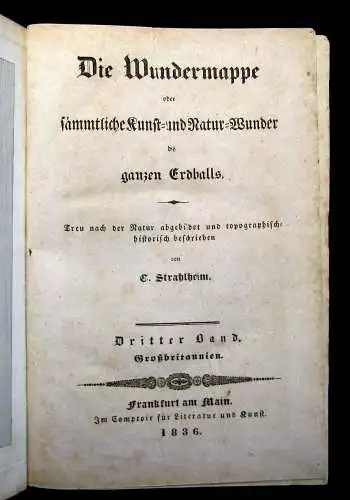 Die Wundermappe
oder
sämmtliche Kunst- und Natur-Wunder
des
ganzen Erdballs.
Treu nach der Natur abgebildet und topographisch-
historisch beschrieben
von
C. Strahlheim.
Dritter Band.
Großbritannien.
Frankfurt am Main.
Im Comptoir für Literatur und Kunst.
1836.